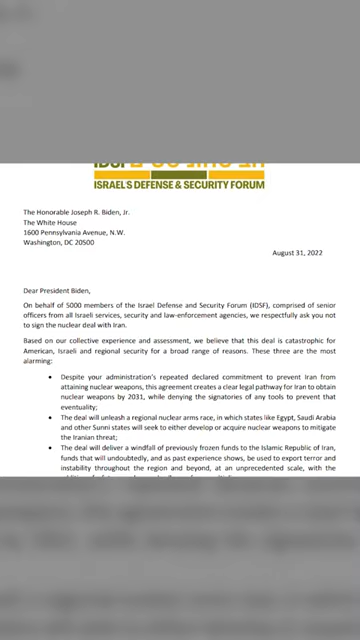 ISRAEL'S DEFENSE & SECURITY FORUM
The Honorable Joseph R. Biden, Jr.
The White House
1600 Pennsylvania Avenue, N.W.
Washington, DC 20500
August 31, 2022
Dear President Biden,
On behalf of 5000 members of the Israel Defense and Security Forum (IDSF), comprised of senior
officers from all Israeli services, security and law-enforcement agencies, we respectfully ask you not
to sign the nuclear deal with Iran.
Based on our collective experience and assessment, we believe that this deal is catastrophic for
American, Israeli and regional security for a broad range of reasons. These three are the most
alarming:
• Despite your administration's repeated declared commitment to prevent Iran from
attaining nuclear weapons, this agreement creates a clear legal pathway for Iran to obtain
nuclear weapons by 2031, while denying the signatories of any tools to prevent that
eventuality;
• The deal will unleash a regional nuclear arms race, in which states like Egypt, Saudi Arabia
and other Sunni states will seek to either develop or acquire nuclear weapons to mitigate
the Iranian threat;
• The deal will deliver a windfall of previously frozen funds to the Islamic Republic of Iran,
funds that will undoubtedly, and as past experience shows, be used to export terror and
instability throughout the region and beyond, at an unprecedented scale, with the